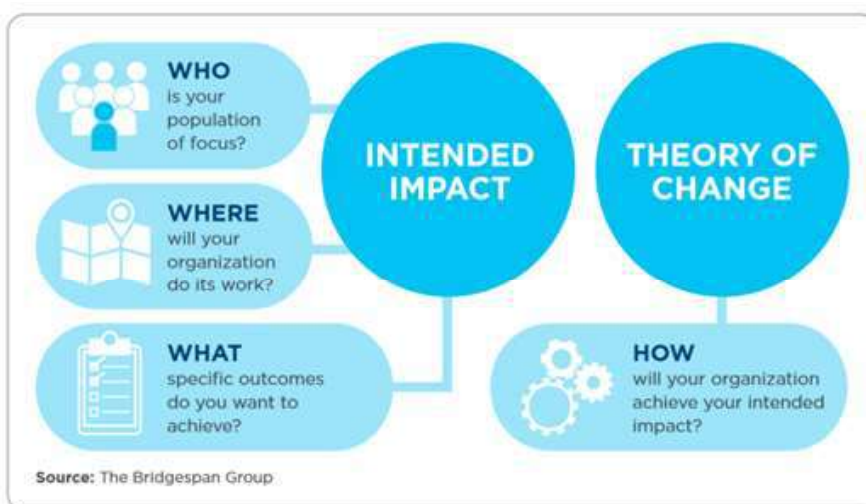 WHO
is your
population
of focus?
INTENDED
IMPACT
THEORY OF
CHANGE
WHERE
will your
organization
do its work?
WHAT
specific outcomes
do you want to
achieve?
HOW
will your organization
achieve your intended
impact?
Source: The Bridgespan Group